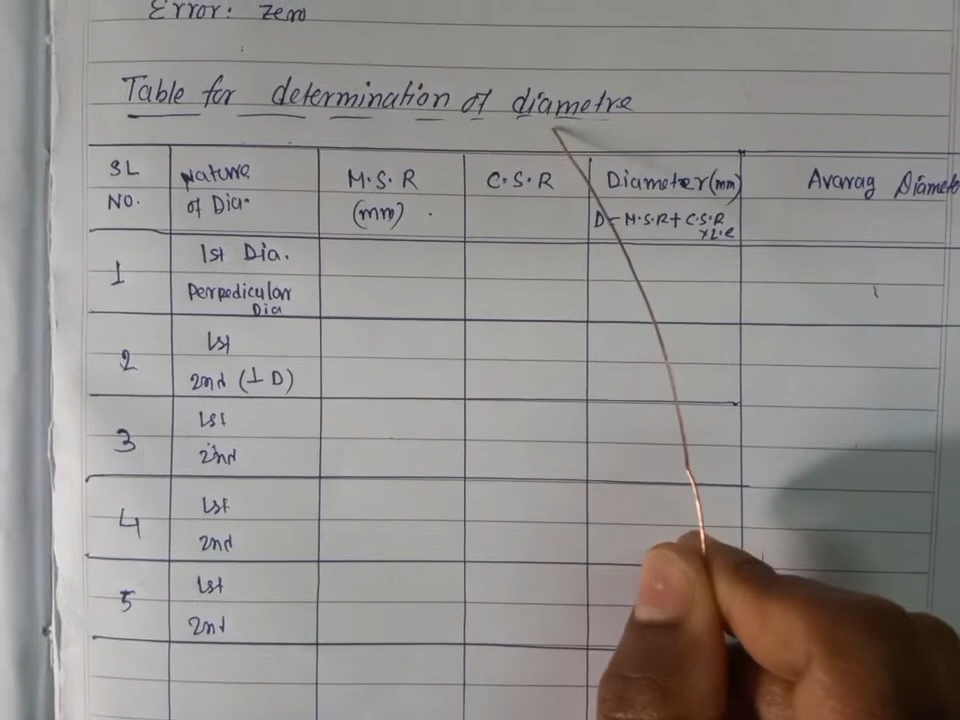 Error: Zero
Table for determination of diametre
SL NO. Nature of Dia. M.S.R (mm) C.S.R Diameter(mm) D-M.S.R+C.S.R ×L.C Avarag Diamete
1 1st Dia.
Perpedicular Dia
2 1st
2nd (⊥ D)
3 1st
2nd
4 1st
2nd
5 1st
2nd